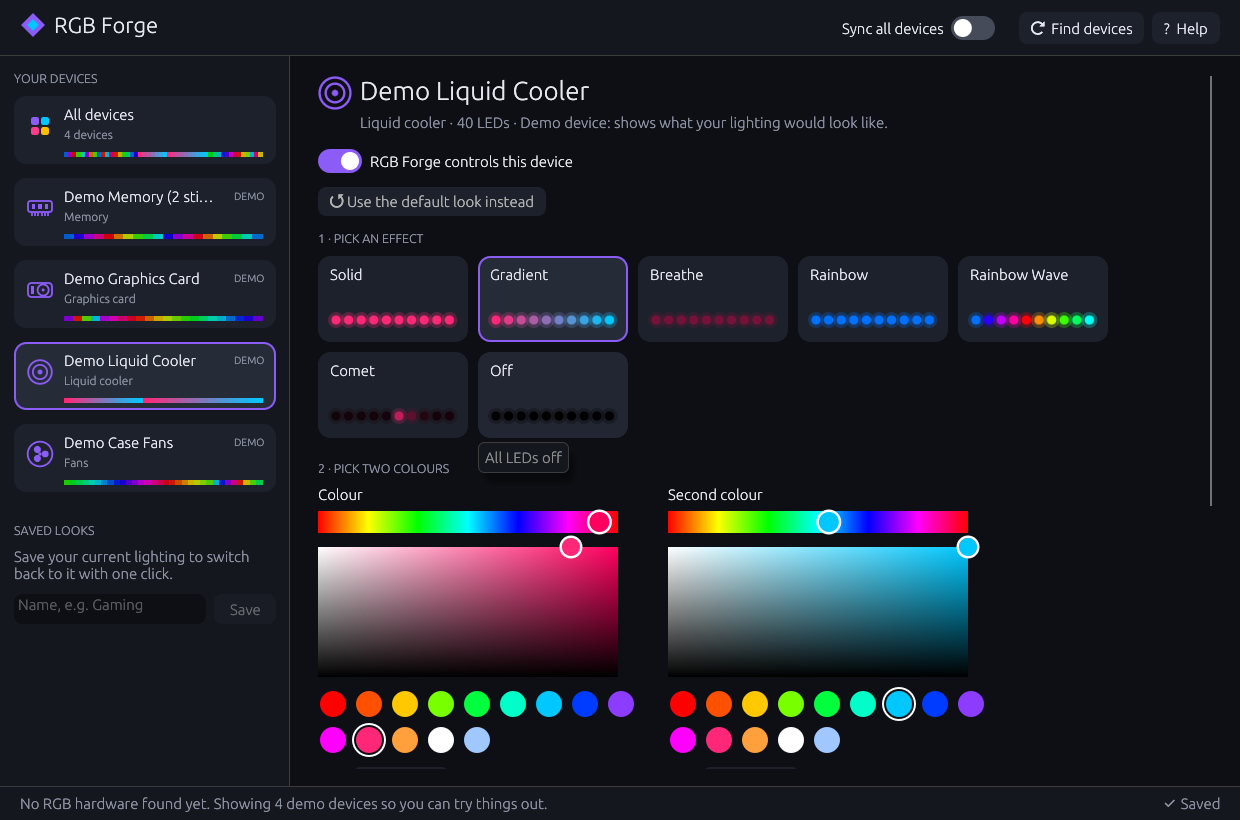 RGB Forge
Sync all devices
Find devices
? Help
YOUR DEVICES
All devices
4 devices
Demo Memory (2 sti...
DEMO
Memory
Demo Graphics Card
DEMO
Graphics card
Demo Liquid Cooler
DEMO
Liquid cooler
Demo Case Fans
DEMO
Fans
SAVED LOOKS
Save your current lighting to switch
back to it with one click.
Name, e.g. Gaming
Save
Demo Liquid Cooler
Liquid cooler · 40 LEDs · Demo device: shows what your lighting would look like.
RGB Forge controls this device
Use the default look instead
1 · PICK AN EFFECT
Solid
Gradient
Breathe
Rainbow
Rainbow Wave
Comet
Off
All LEDs off
2 · PICK TWO COLOURS
Colour
Second colour
No RGB hardware found yet. Showing 4 demo devices so you can try things out.
✓ Saved